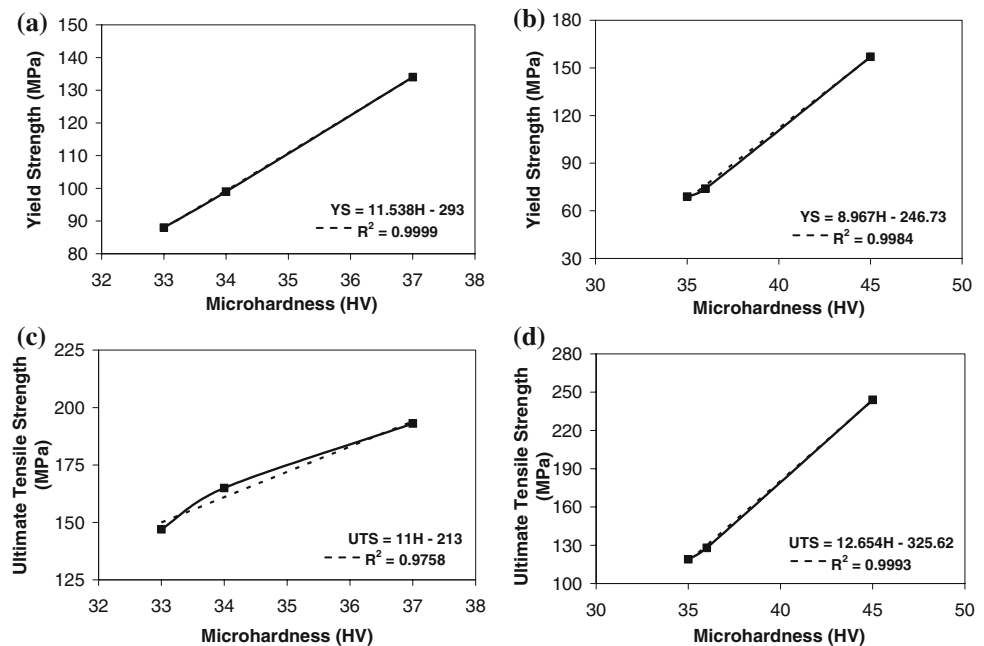 (a)
150
140
130
120
110
100
90
80
Yield Strength (MPa)
YS = 11.538H - 293
R² = 0.9999
32 33 34 35 36 37 38
Microhardness (HV)
(b)
180
150
120
90
60
30
Yield Strength (MPa)
YS = 8.967H - 246.73
R² = 0.9984
30 35 40 45 50
Microhardness (HV)
(c)
225
200
175
150
125
Ultimate Tensile Strength
(MPa)
UTS = 11H - 213
R² = 0.9758
32 33 34 35 36 37 38
Microhardness (HV)
(d)
280
250
220
190
160
130
100
Ultimate Tensile Strength
(MPa)
UTS = 12.654H - 325.62
R² = 0.9993
30 35 40 45 50
Microhardness (HV)